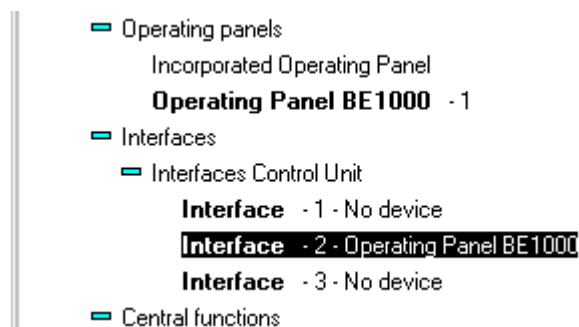 Operating panels
Incorporated Operating Panel
Operating Panel BE1000 - 1
Interfaces
Interfaces Control Unit
Interface - 1 - No device
Interface - 2 - Operating Panel BE1000
Interface - 3 - No device
Central functions